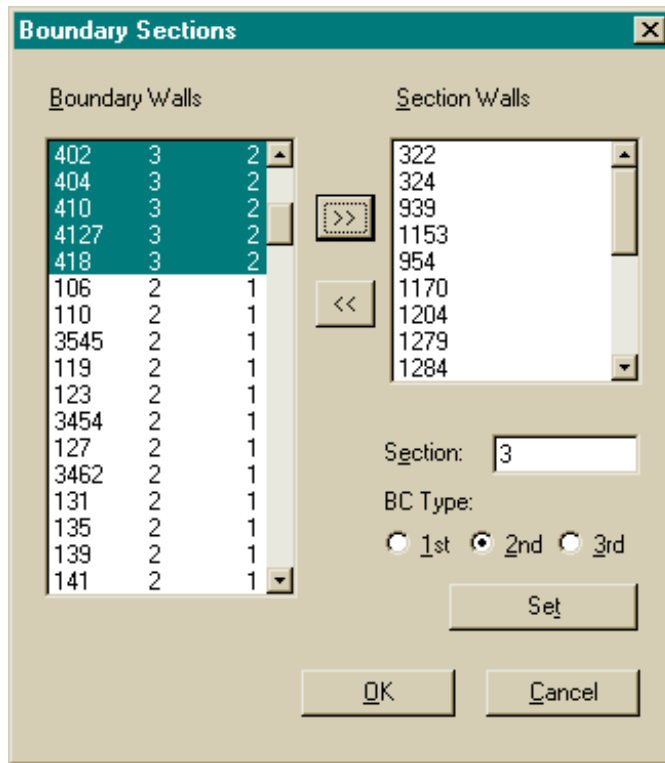 Boundary Sections
Boundary Walls
402 3 2
404 3 2
410 3 2
4127 3 2
418 3 2
106 2 1
110 2 1
3545 2 1
119 2 1
123 2 1
3454 2 1
127 2 1
3462 2 1
131 2 1
135 2 1
139 2 1
141 2 1
>>
<<
Section Walls
322
324
939
1153
954
1170
1204
1279
1284
Section: 3
BC Type:
1st 2nd 3rd
Set
OK Cancel